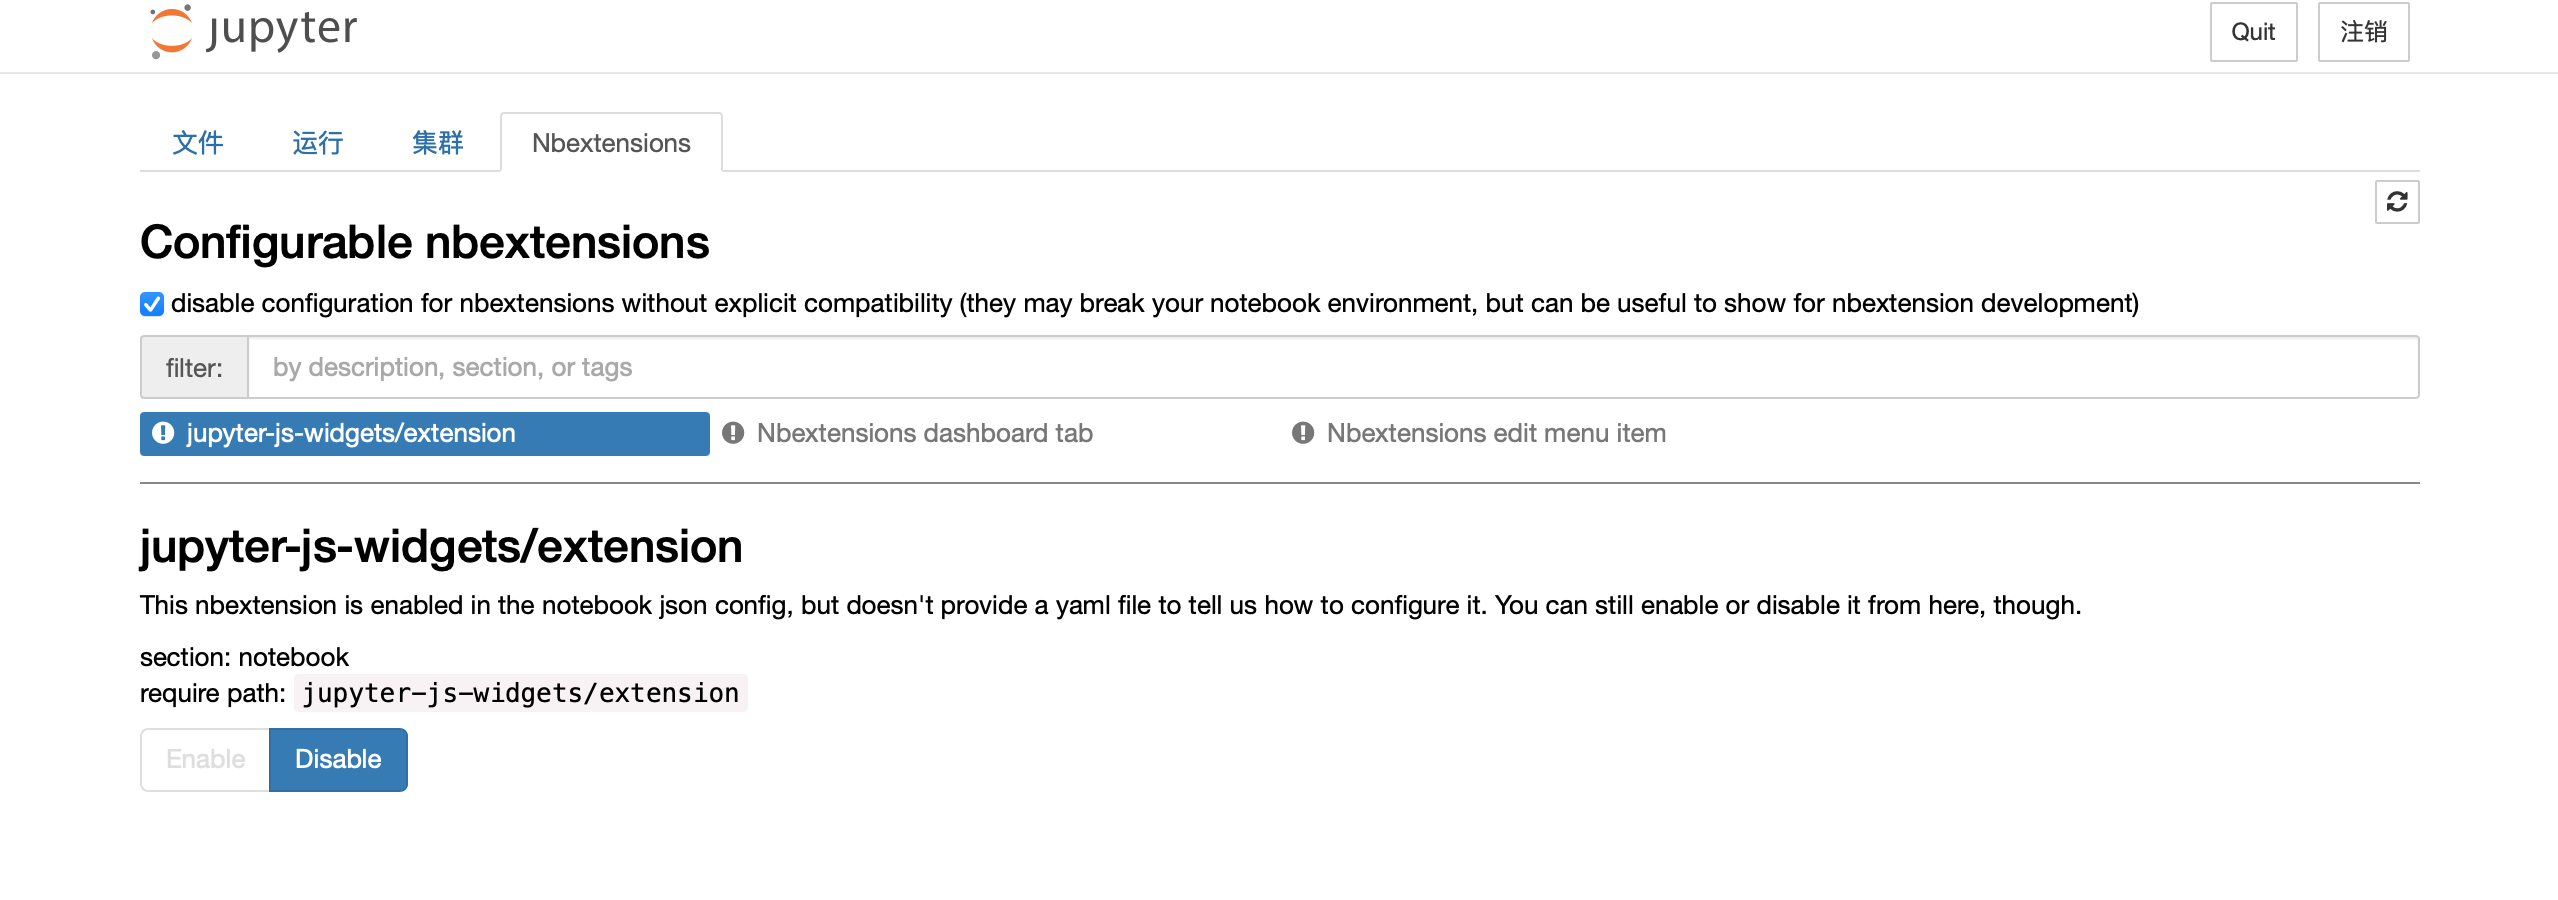 jupyter
Quit 注销
文件 运行 集群 Nbextensions
Configurable nbextensions
disable configuration for nbextensions without explicit compatibility (they may break your notebook environment, but can be useful to show for nbextension development)
filter: by description, section, or tags
jupyter-js-widgets/extension Nbextensions dashboard tab Nbextensions edit menu item
jupyter-js-widgets/extension
This nbextension is enabled in the notebook json config, but doesn't provide a yaml file to tell us how to configure it. You can still enable or disable it from here, though.
section: notebook
require path: jupyter-js-widgets/extension
Enable Disable